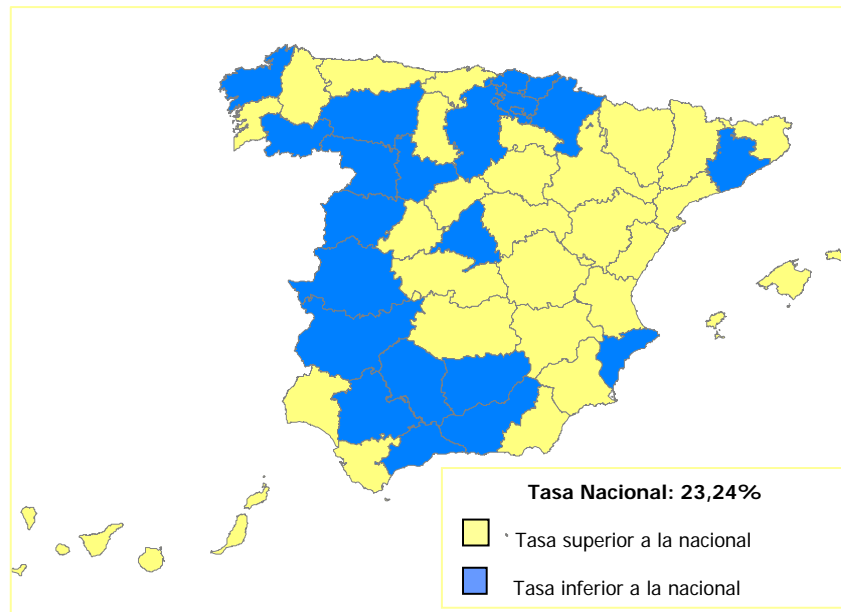 Tasa Nacional: 23,24%
Tasa superior a la nacional
Tasa inferior a la nacional